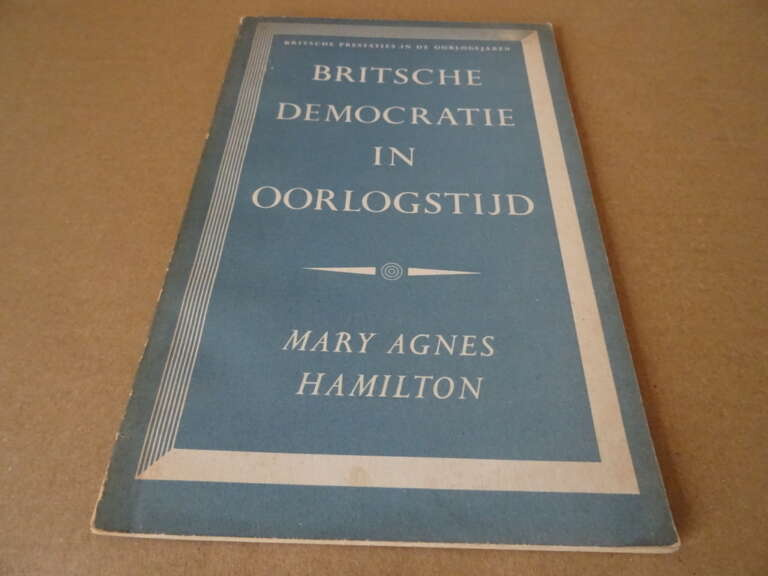 BRITSCHE PRESTATIES IN DE OORLOGSJAREN
BRITSCHE
DEMOCRATIE
IN
OORLOGSTIJD
MARY AGNES
HAMILTON